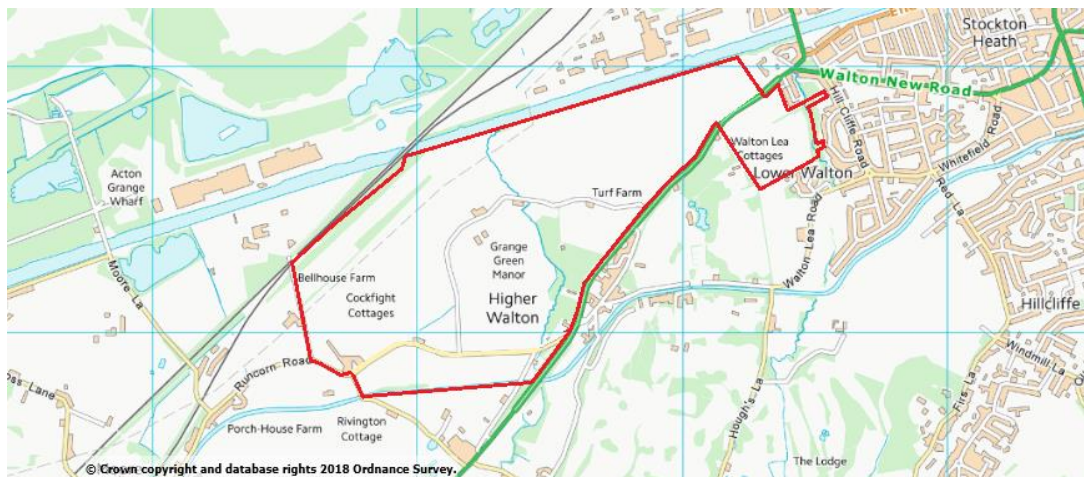 Stockton
Heath
Walton New Road
Hill Cliffe Road
Whitefield Road
Walton Lea
Cottages
Lower Walton
Red La
Acton
Grange
Wharf
Turf Farm
Walton Lea Road
Moore La
Bellhouse Farm
Grange
Green
Manor
Cockfight
Cottages
Higher
Walton
Hillcliffe
Windmill La
Runcorn Road
oss Lane
Hough's La
Firs La
Rivington
Cottage
Porch-House Farm
The Lodge
© Crown copyright and database rights 2018 Ordnance Survey.